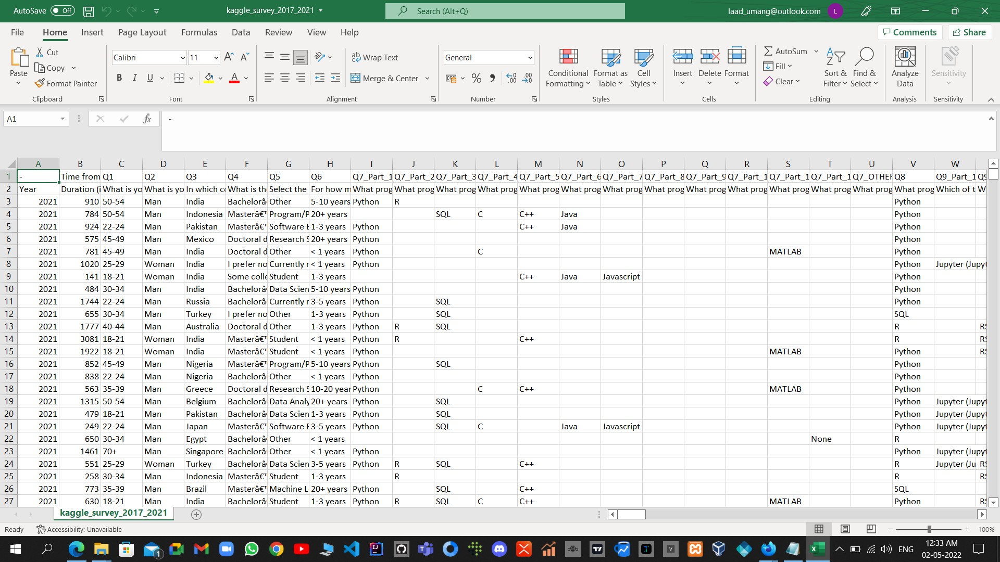 AutoSave Off kaggle_survey_2017_2021 Search (Alt+Q) laad_umang@outlook.com L
File Home Insert Page Layout Formulas Data Review View Help Comments Share
Paste Cut Copy Format Painter Clipboard
Calibri 11 B I U Font
Wrap Text Merge & Center Alignment
General Number
Conditional Formatting Format as Table Cell Styles Styles
Insert Delete Format Cells
AutoSum Fill Clear Sort & Filter Find & Select Editing
Analyze Data Analysis
Sensitivity Sensitivity
A1 fx -
A B C D E F G H I J K L M N O P Q R S T U V W
1 - Time from Q1 Q2 Q3 Q4 Q5 Q6 Q7_Part_1 Q7_Part_2 Q7_Part_3 Q7_Part_4 Q7_Part_5 Q7_Part_6 Q7_Part_7 Q7_Part_8 Q7_Part_9 Q7_Part_1 Q7_Part_1 Q7_Part_1 Q7_OTHER Q8 Q9_Part_1 Q9
2 Year Duration (i What is yo What is yo In which co What is the Select the For how m What prog What prog What prog What prog What prog What prog What prog What prog What prog What prog What prog What prog What prog What prog Which of t W
3 2021 910 50-54 Man India Bachelorâ Other 5-10 years Python R Python
4 2021 784 50-54 Man Indonesia Masterâ€™ Program/P 20+ years SQL C C++ Java Python
5 2021 924 22-24 Man Pakistan Masterâ€™ Software E 1-3 years Python C++ Java Python
6 2021 575 45-49 Man Mexico Doctoral d Research S 20+ years Python Python
7 2021 781 45-49 Man India Doctoral d Other < 1 years Python C MATLAB Python
8 2021 1020 25-29 Woman India I prefer no Currently n < 1 years Python Python Jupyter (Jupyt
9 2021 141 18-21 Woman India Some colle Student 1-3 years C++ Java Javascript Python
10 2021 484 30-34 Man India Bachelorâ Data Scien 5-10 years Python Python
11 2021 1744 22-24 Man Russia Bachelorâ Currently n 3-5 years Python SQL Python
12 2021 655 30-34 Man Turkey I prefer no Other 1-3 years Python SQL SQL
13 2021 1777 40-44 Man Australia Doctoral d Other 1-3 years Python R SQL R RS
14 2021 3081 18-21 Woman India Masterâ€™ Student < 1 years Python R C++ R RS
15 2021 1922 18-21 Woman India Masterâ€™ Student < 1 years Python MATLAB Python RS
16 2021 852 45-49 Man Nigeria Masterâ€™ Program/P 5-10 years Python SQL Python
17 2021 838 22-24 Man Nigeria Bachelorâ Other < 1 years Python Python
18 2021 563 35-39 Man Greece Doctoral d Research S 10-20 year Python C C++ MATLAB Python
19 2021 1315 50-54 Man Belgium Bachelorâ Data Analy 20+ years Python SQL Python Jupyter (Jupyt
20 2021 479 18-21 Man Pakistan Bachelorâ Data Scien 1-3 years Python SQL Python Jupyter (Jupyt
21 2021 249 22-24 Man Japan Masterâ€™ Software E 3-5 years Python SQL C Java Javascript Python Jupyter (Jupyt
22 2021 650 30-34 Man Egypt Bachelorâ Other < 1 years None R
23 2021 1461 70+ Man Singapore Bachelorâ Other < 1 years Python Python Jupyter (Jupyt
24 2021 551 25-29 Woman Turkey Bachelorâ Data Scien 3-5 years Python R SQL C++ R Jupyter (Ju RS
25 2021 258 30-34 Man Indonesia Masterâ€™ Student 1-3 years R R RS
26 2021 773 35-39 Man Brazil Masterâ€™ Machine L 20+ years Python SQL C++ SQL
27 2021 630 18-21 Man India Bachelorâ Student 1-3 years Python R SQL C C++ MATLAB Python RS
kaggle_survey_2017_2021
Ready Accessibility: Unavailable 100%
1 ENG 12:33 AM
02-05-2022